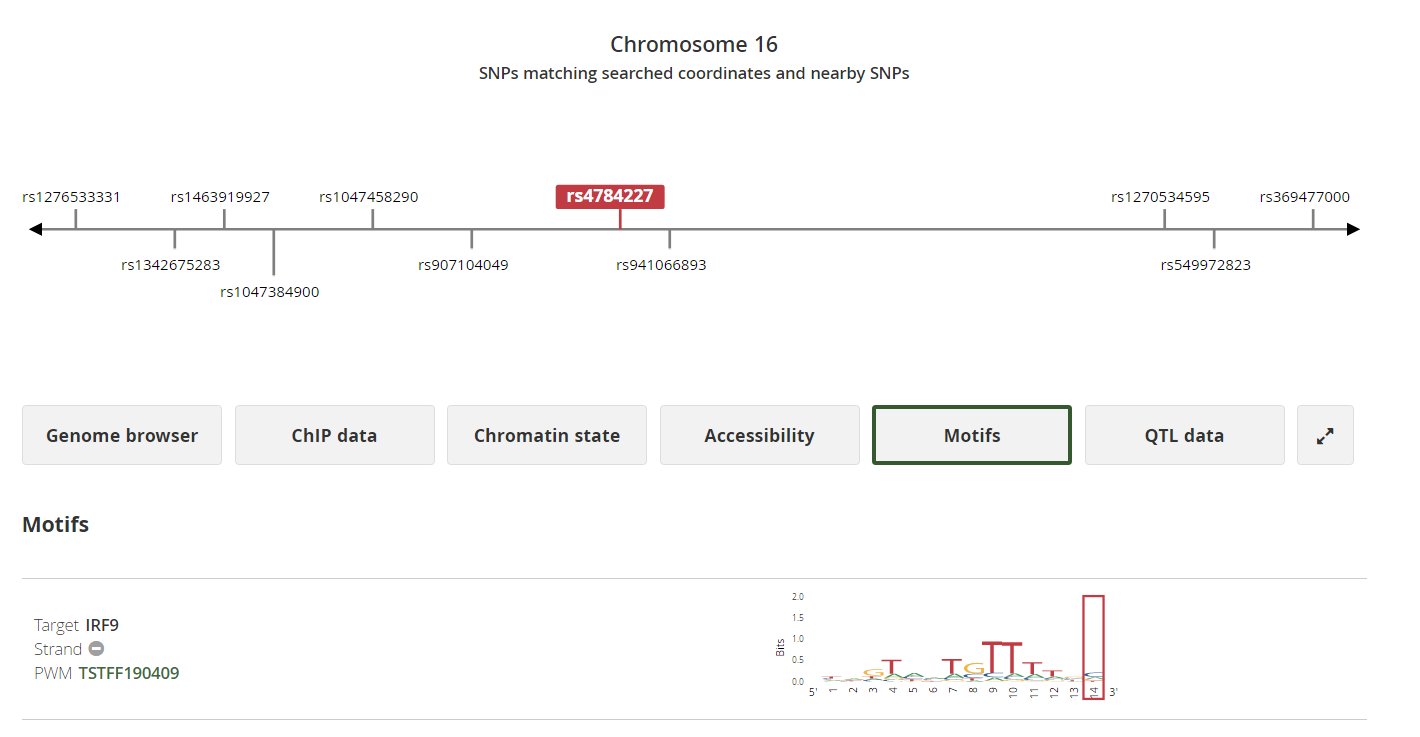 Chromosome 16
SNPs matching searched coordinates and nearby SNPs
rs1276533331 rs1463919927 rs1047458290 rs4784227 rs1270534595 rs369477000
rs1342675283 rs907104049 rs941066893 rs549972823
rs1047384900
Genome browser ChIP data Chromatin state Accessibility Motifs QTL data
Motifs
Target IRF9
Strand
PWM TSTFF190409
Bits
2.0
1.5
1.0
0.5
0.0
G T T G T T T T
5' 1 2 3 4 5 6 7 8 9 10 11 12 13 14 3'